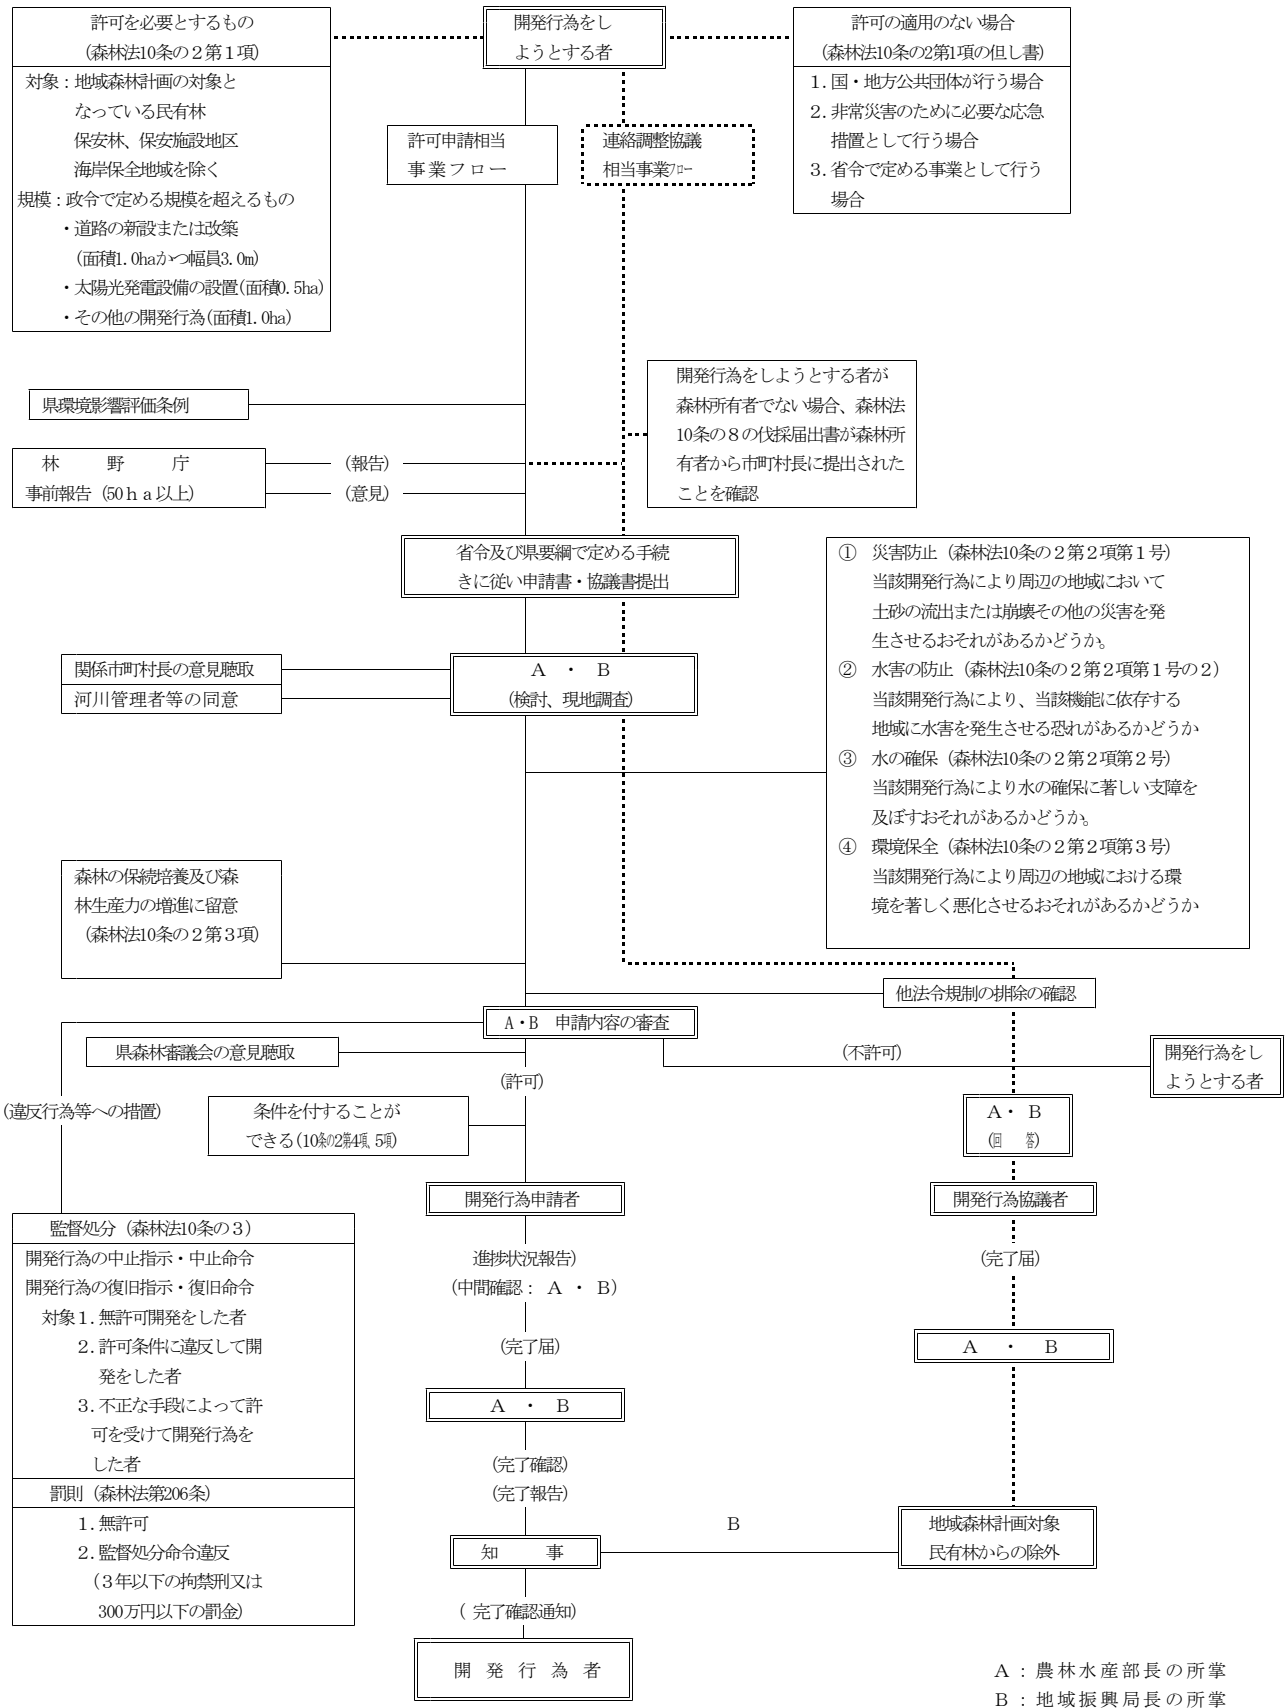 許可を必要とするもの
(森林法10条の２第１項)
対象：地域森林計画の対象と
なっている民有林
保安林、保安施設地区
海岸保全地域を除く
規模：政令で定める規模を超えるもの
・道路の新設または改築
(面積1.0haかつ幅員3.0m)
・太陽光発電設備の設置(面積0.5ha)
・その他の開発行為(面積1.0ha)
開発行為をし
ようとする者
許可の適用のない場合
(森林法10条の2第1項の但し書)
1.国・地方公共団体が行う場合
2.非常災害のために必要な応急
措置として行う場合
3.省令で定める事業として行う
場合
許可申請相当
事業フロー
連絡調整協議
相当事業ﾌﾛｰ
県環境影響評価条例
開発行為をしようとする者が
森林所有者でない場合、森林法
10条の８の伐採届出書が森林所
有者から市町村長に提出された
ことを確認
林　野　庁
事前報告 (50ｈａ以上)
(報告)
(意見)
省令及び県要綱で定める手続
きに従い申請書・協議書提出
① 災害防止 (森林法10条の２第２項第１号)
当該開発行為により周辺の地域において
土砂の流出または崩壊その他の災害を発
生させるおそれがあるかどうか。
② 水害の防止 (森林法10条の２第２項第１号の２)
当該開発行為により、当該機能に依存する
地域に水害を発生させる恐れがあるかどうか
③ 水の確保 (森林法10条の２第２項第２号)
当該開発行為により水の確保に著しい支障を
及ぼすおそれがあるかどうか。
④ 環境保全 (森林法10条の２第２項第３号)
当該開発行為により周辺の地域における環
境を著しく悪化させるおそれがあるかどうか
関係市町村長の意見聴取
河川管理者等の同意
Ａ ・ Ｂ
(検討、現地調査)
森林の保続培養及び森
林生産力の増進に留意
(森林法10条の２第３項)
他法令規制の排除の確認
Ａ・Ｂ　申請内容の審査
県森林審議会の意見聴取
(不許可)
開発行為をし
ようとする者
(許可)
(違反行為等への措置)
条件を付することが
できる(10条の2第4項,5項)
Ａ・ Ｂ
(回　答)
開発行為申請者
開発行為協議者
監督処分 (森林法10条の３)
開発行為の中止指示・中止命令
開発行為の復旧指示・復旧命令
対象１.無許可開発をした者
２.許可条件に違反して開
発をした者
３.不正な手段によって許
可を受けて開発行為を
した者
罰則 (森林法第206条)
１.無許可
２.監督処分命令違反
(３年以下の拘禁刑又は
300万円以下の罰金)
進捗状況報告)
(中間確認： Ａ ・ Ｂ)
(完了届)
(完了届)
Ａ ・ Ｂ
Ａ ・ Ｂ
(完了確認)
(完了報告)
知　事
Ｂ
地域森林計画対象
民有林からの除外
( 完了確認通知)
開 発 行 為 者
Ａ：農林水産部長の所掌
Ｂ：地域振興局長の所掌